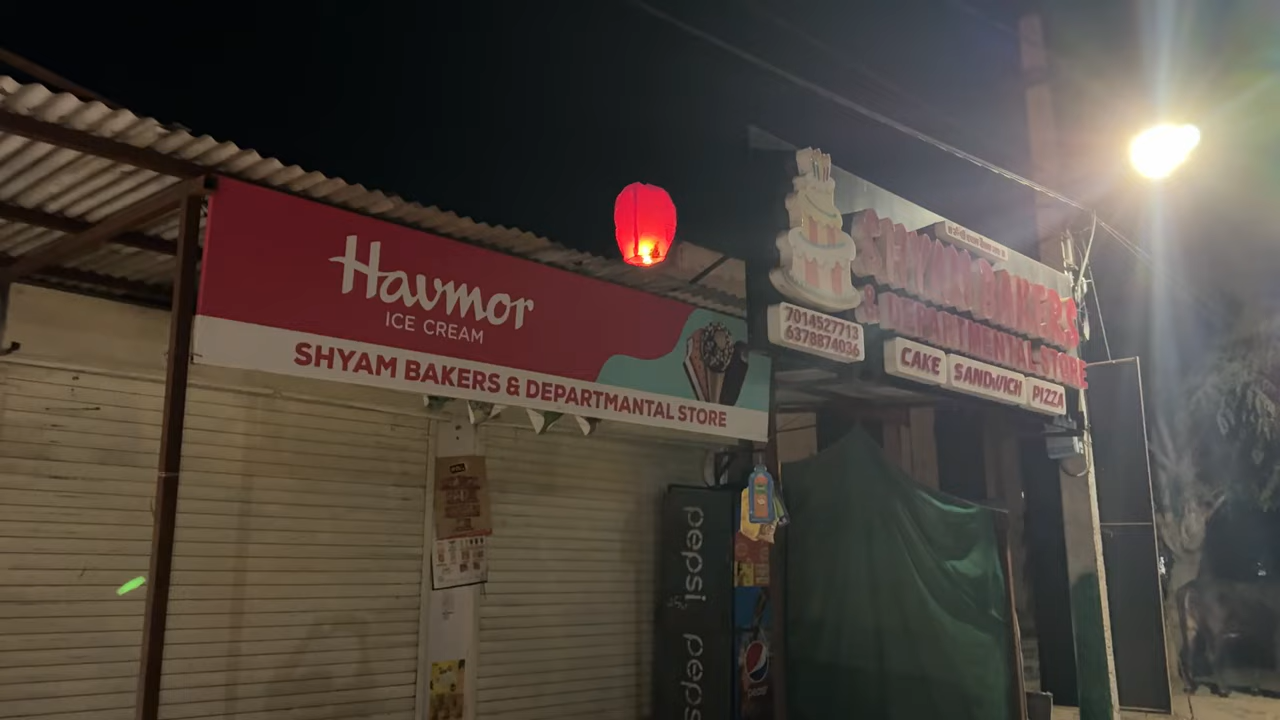 Havmor
ICE CREAM
SHYAM BAKERS & DEPARTMANTAL STORE
SHYAM BAKERS
& DEPARTMENTAL STORE
7014527713
6378874036
CAKE
SANDWICH
PIZZA
pepsi
pepsi